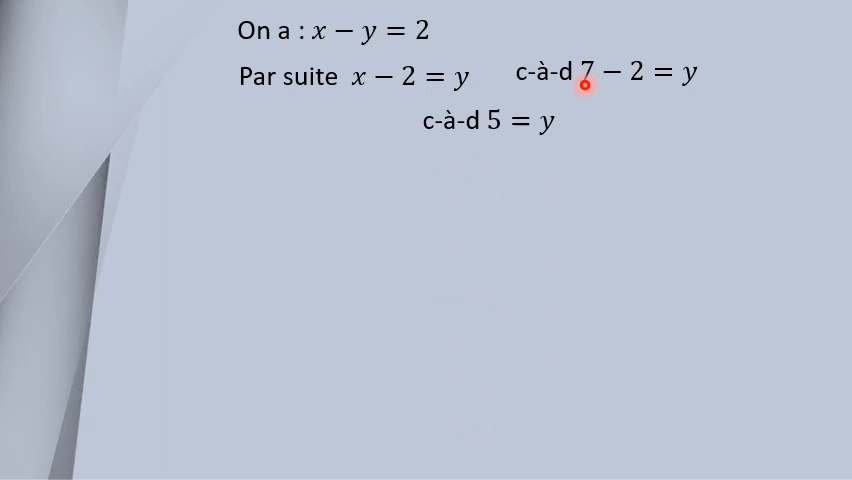 On a : x − y = 2
Par suite x − 2 = y c-à-d 7 − 2 = y
c-à-d 5 = y